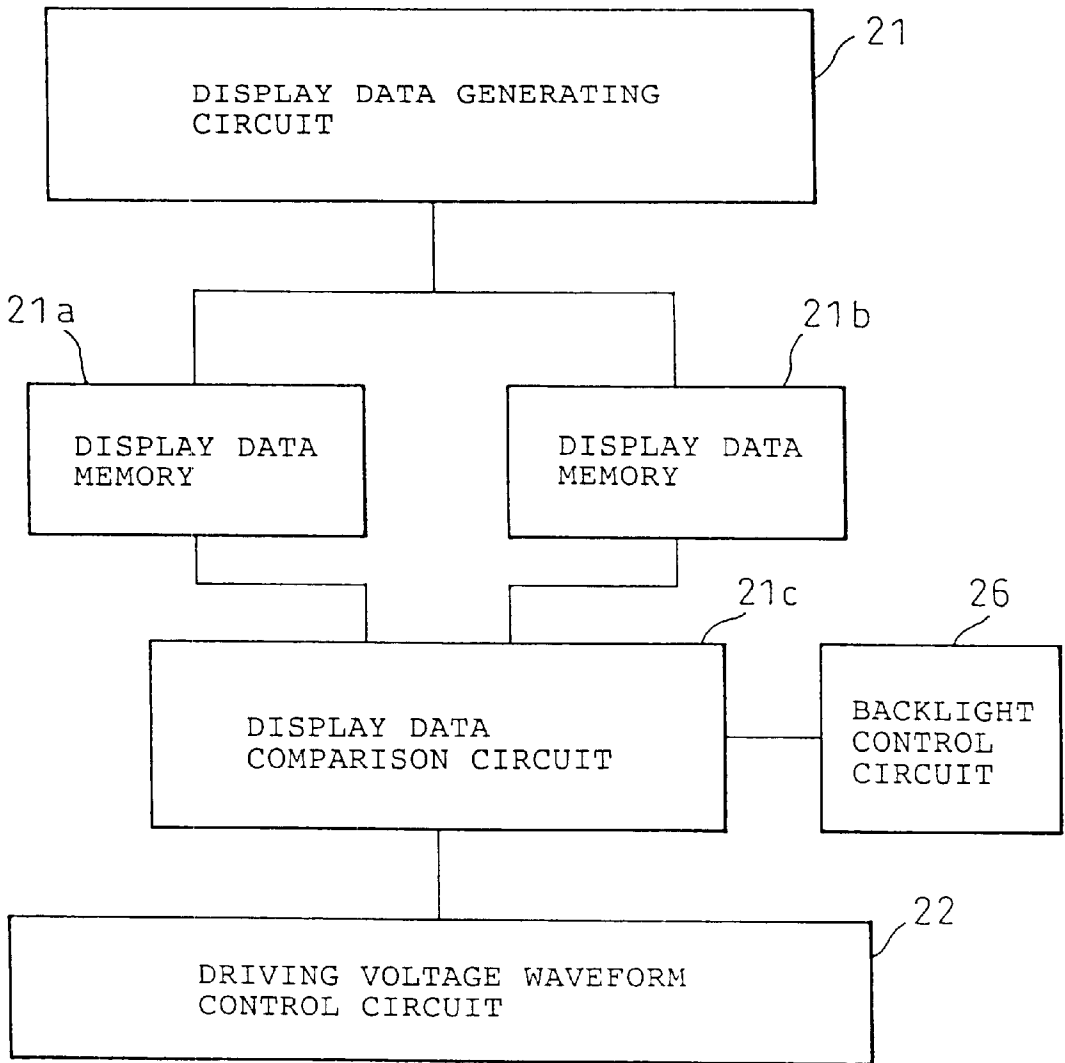 21
DISPLAY DATA GENERATING
CIRCUIT
21a
21b
DISPLAY DATA
MEMORY
DISPLAY DATA
MEMORY
21c
26
DISPLAY DATA
COMPARISON CIRCUIT
BACKLIGHT
CONTROL
CIRCUIT
22
DRIVING VOLTAGE WAVEFORM
CONTROL CIRCUIT